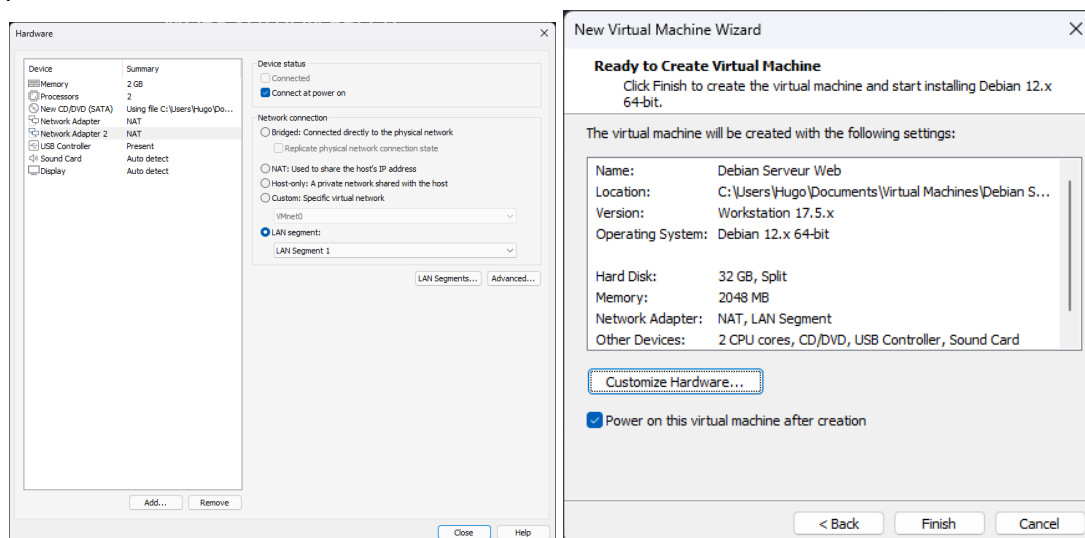 Hardware
Device Summary
Memory 2 GB
Processors 2
New CD/DVD (SATA) Using file C:\Users\Hugo\Do...
Network Adapter NAT
Network Adapter 2 NAT
USB Controller Present
Sound Card Auto detect
Display Auto detect
Add... Remove
Device status
Connected
Connect at power on
Network connection
Bridged: Connected directly to the physical network
Replicate physical network connection state
NAT: Used to share the host's IP address
Host-only: A private network shared with the host
Custom: Specific virtual network
VMnet0
LAN segment:
LAN Segment 1
LAN Segments... Advanced...
Close Help
New Virtual Machine Wizard
Ready to Create Virtual Machine
Click Finish to create the virtual machine and start installing Debian 12.x
64-bit.
The virtual machine will be created with the following settings:
Name: Debian Serveur Web
Location: C:\Users\Hugo\Documents\Virtual Machines\Debian S...
Version: Workstation 17.5.x
Operating System: Debian 12.x 64-bit
Hard Disk: 32 GB, Split
Memory: 2048 MB
Network Adapter: NAT, LAN Segment
Other Devices: 2 CPU cores, CD/DVD, USB Controller, Sound Card
Customize Hardware...
Power on this virtual machine after creation
< Back Finish Cancel